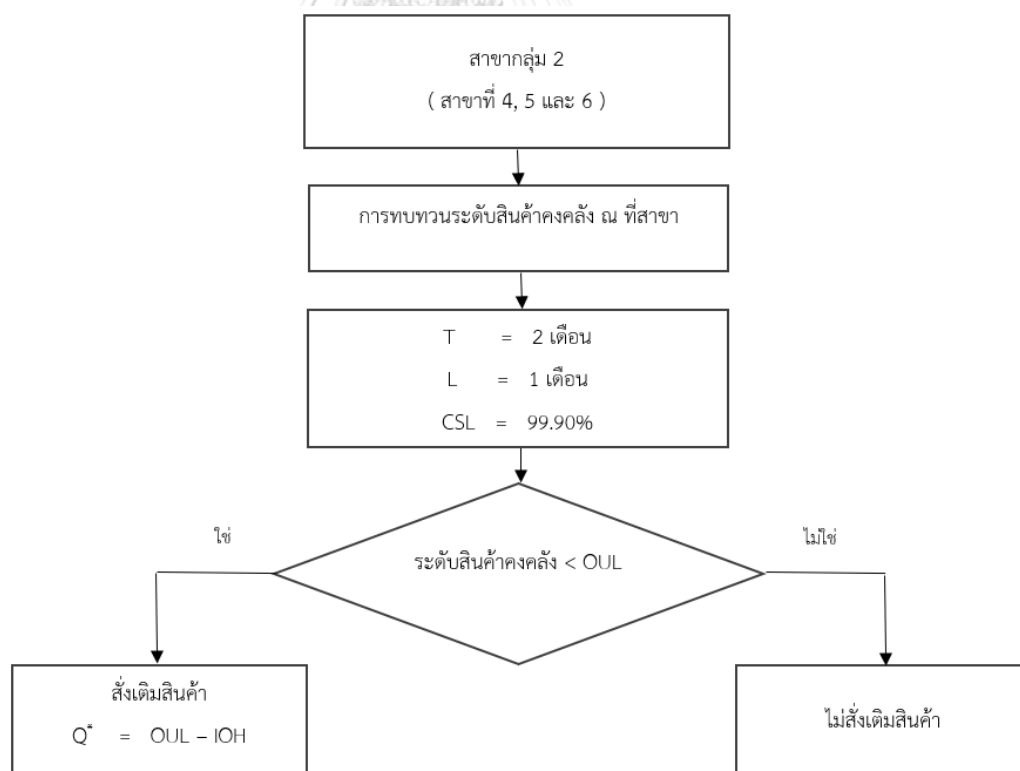 สาขากลุ่ม 2
( สาขาที่ 4, 5 และ 6 )
การทบทวนระดับสินค้าคงคลัง ณ ที่สาขา
T = 2 เดือน
L = 1 เดือน
CSL = 99.90%
ใช่
ไม่ใช่
ระดับสินค้าคงคลัง < OUL
สั่งเติมสินค้า
Q* = OUL – IOH
ไม่สั่งเติมสินค้า